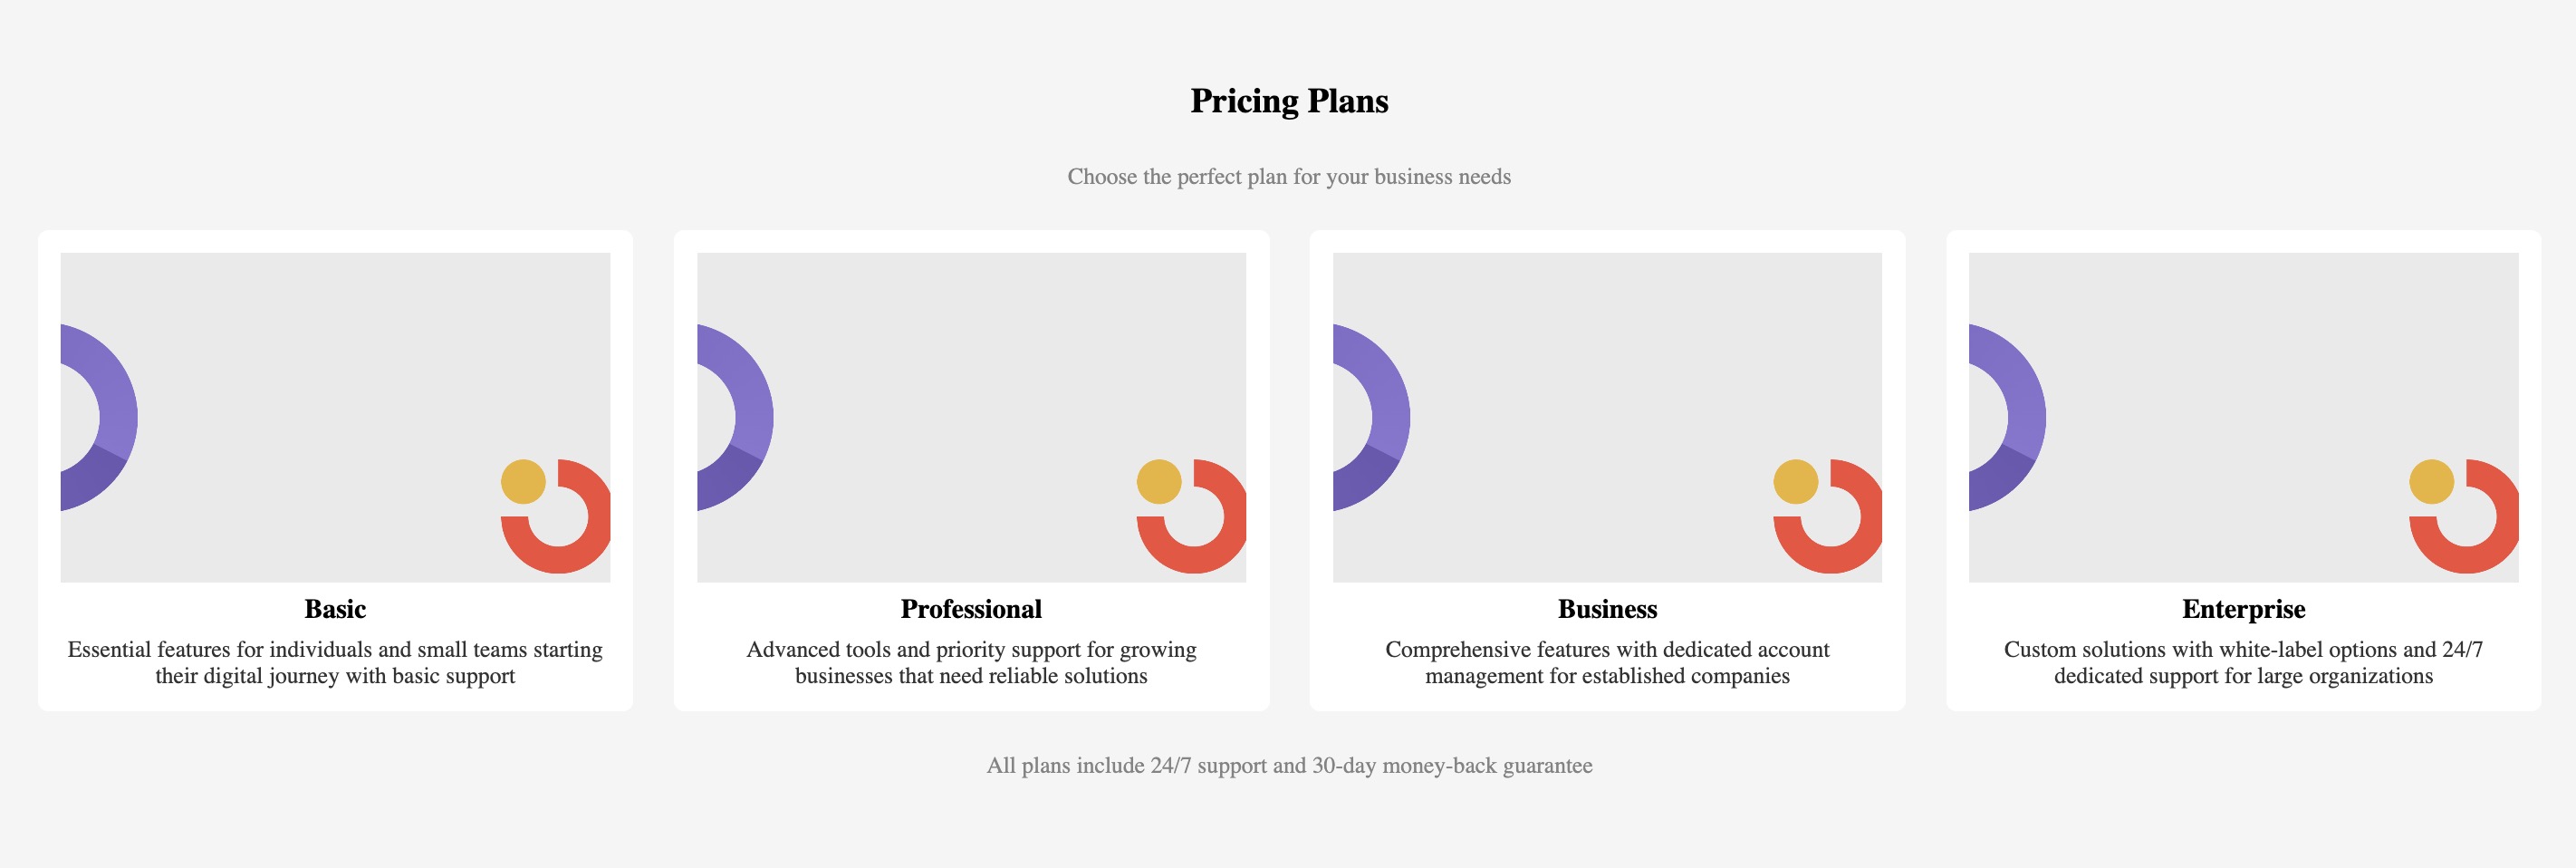 Pricing Plans
Choose the perfect plan for your business needs
Basic
Essential features for individuals and small teams starting
their digital journey with basic support
Professional
Advanced tools and priority support for growing
businesses that need reliable solutions
Business
Comprehensive features with dedicated account
management for established companies
Enterprise
Custom solutions with white-label options and 24/7
dedicated support for large organizations
All plans include 24/7 support and 30-day money-back guarantee